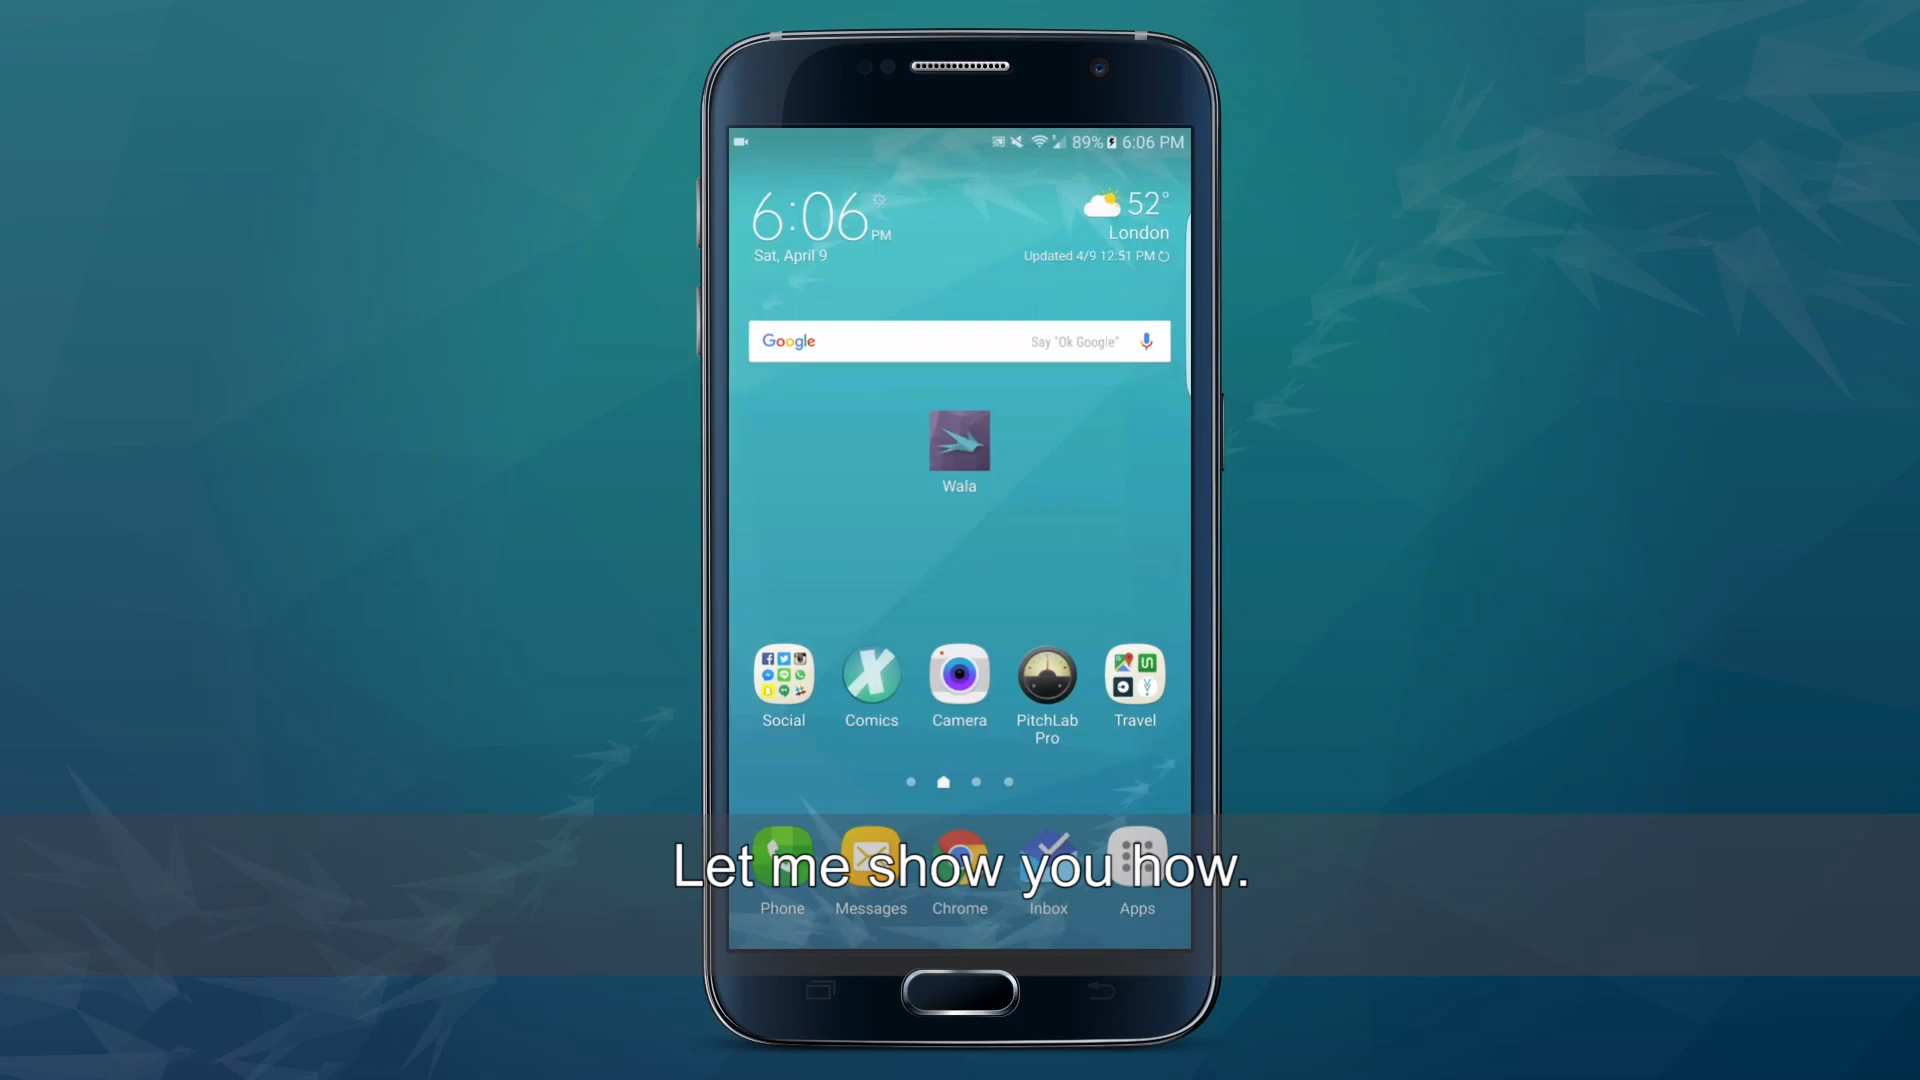 89% 6:06 PM
6:06 PM
Sat, April 9
52°
London
Updated 4/9 12:51 PM
Google Say "Ok Google"
Wala
Social Comics Camera PitchLab Pro Travel
Let me show you how.
Phone Messages Chrome Inbox Apps